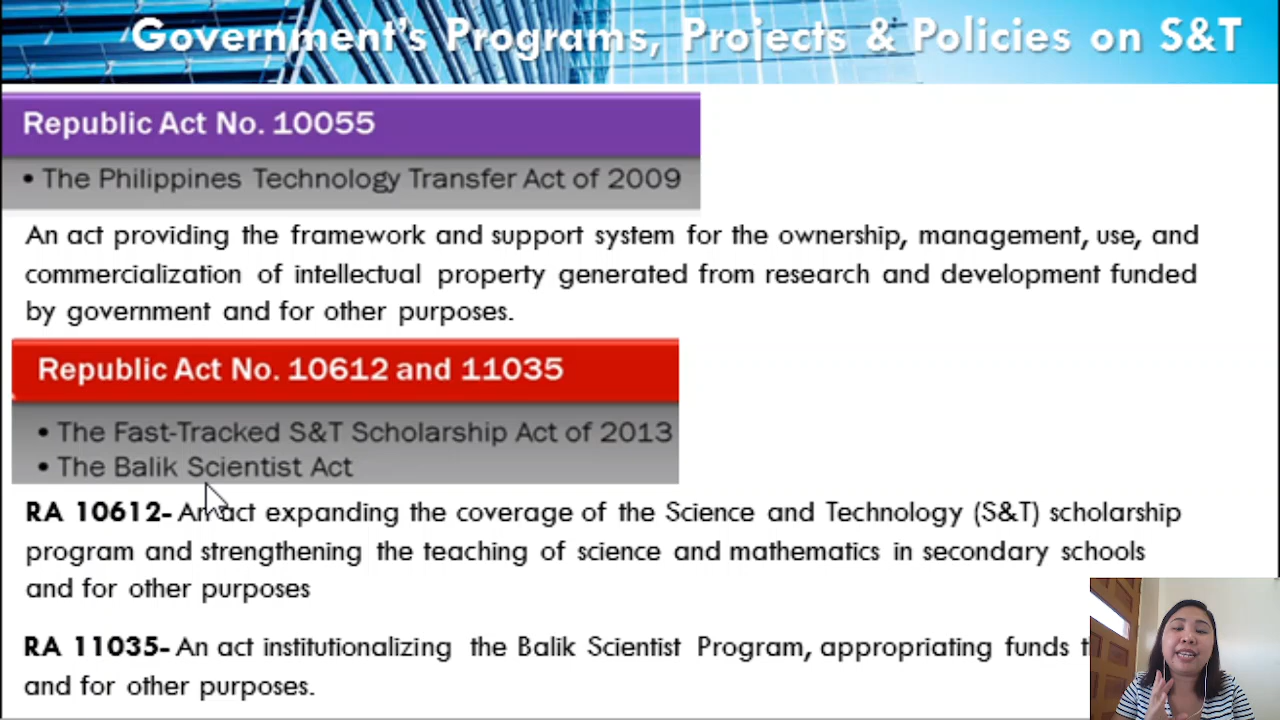 Government's Programs, Projects & Policies on S&T
Republic Act No. 10055
• The Philippines Technology Transfer Act of 2009
An act providing the framework and support system for the ownership, management, use, and
commercialization of intellectual property generated from research and development funded
by government and for other purposes.
Republic Act No. 10612 and 11035
• The Fast-Tracked S&T Scholarship Act of 2013
• The Balik Scientist Act
RA 10612- An act expanding the coverage of the Science and Technology (S&T) scholarship
program and strengthening the teaching of science and mathematics in secondary schools
and for other purposes
RA 11035- An act institutionalizing the Balik Scientist Program, appropriating funds
and for other purposes.